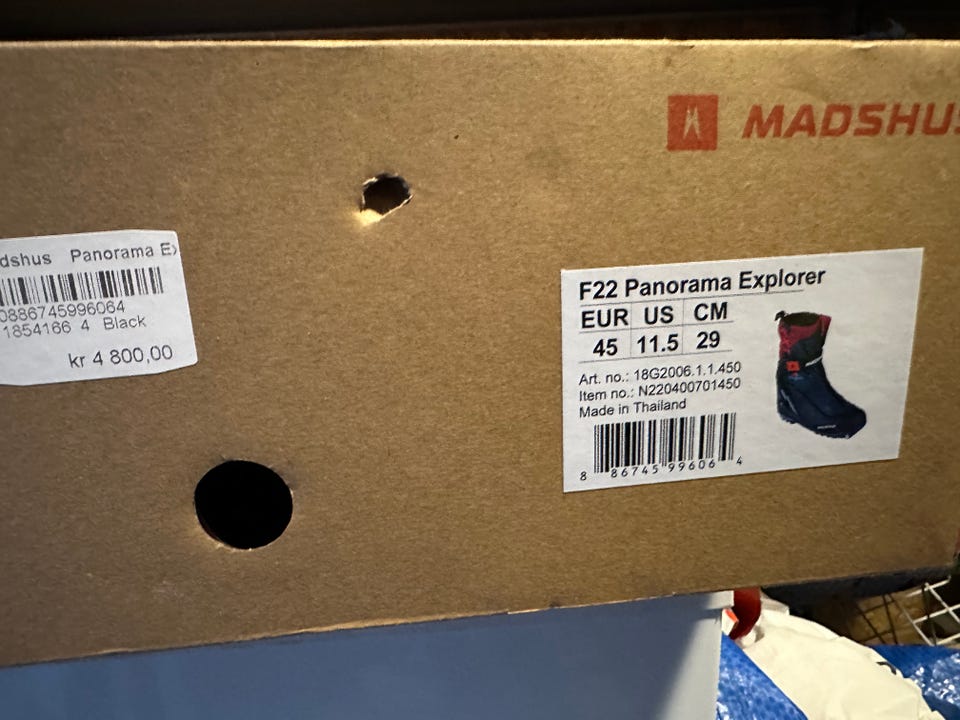 MADSHUS
dshus Panorama Ex
0886745996064
1854166 4 Black
kr 4 800,00
F22 Panorama Explorer
EUR US CM
45 11.5 29
Art. no.: 18G2006.1.1.450
Item no.: N220400701450
Made in Thailand
8 86745 99606 4